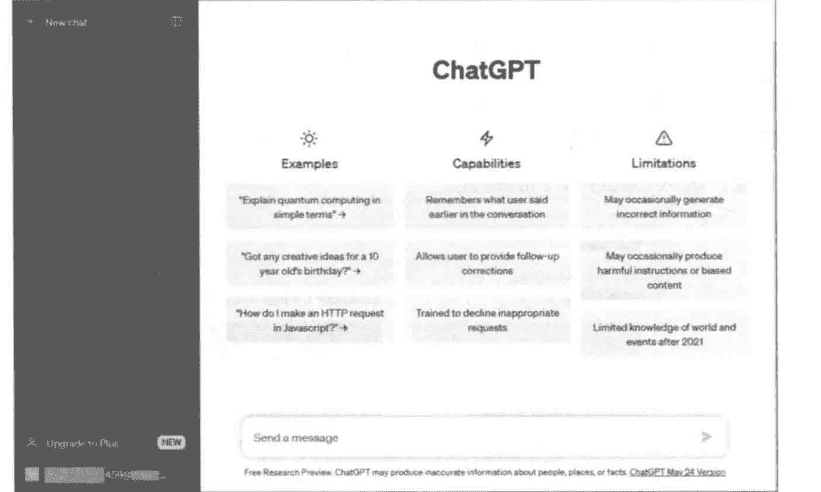 New chat
ChatGPT
Examples
"Explain quantum computing in
simple terms" →
"Got any creative ideas for a 10
year old's birthday?" →
"How do I make an HTTP request
in Javascript?" →
Capabilities
Remembers what user said
earlier in the conversation
Allows user to provide follow-up
corrections
Trained to decline inappropriate
requests
Limitations
May occasionally generate
incorrect information
May occasionally produce
harmful instructions or biased
content
Limited knowledge of world and
events after 2021
Upgrade to Plus
NEW
Send a message
Free Research Preview. ChatGPT may produce inaccurate information about people, places, or facts. ChatGPT May 24 Version